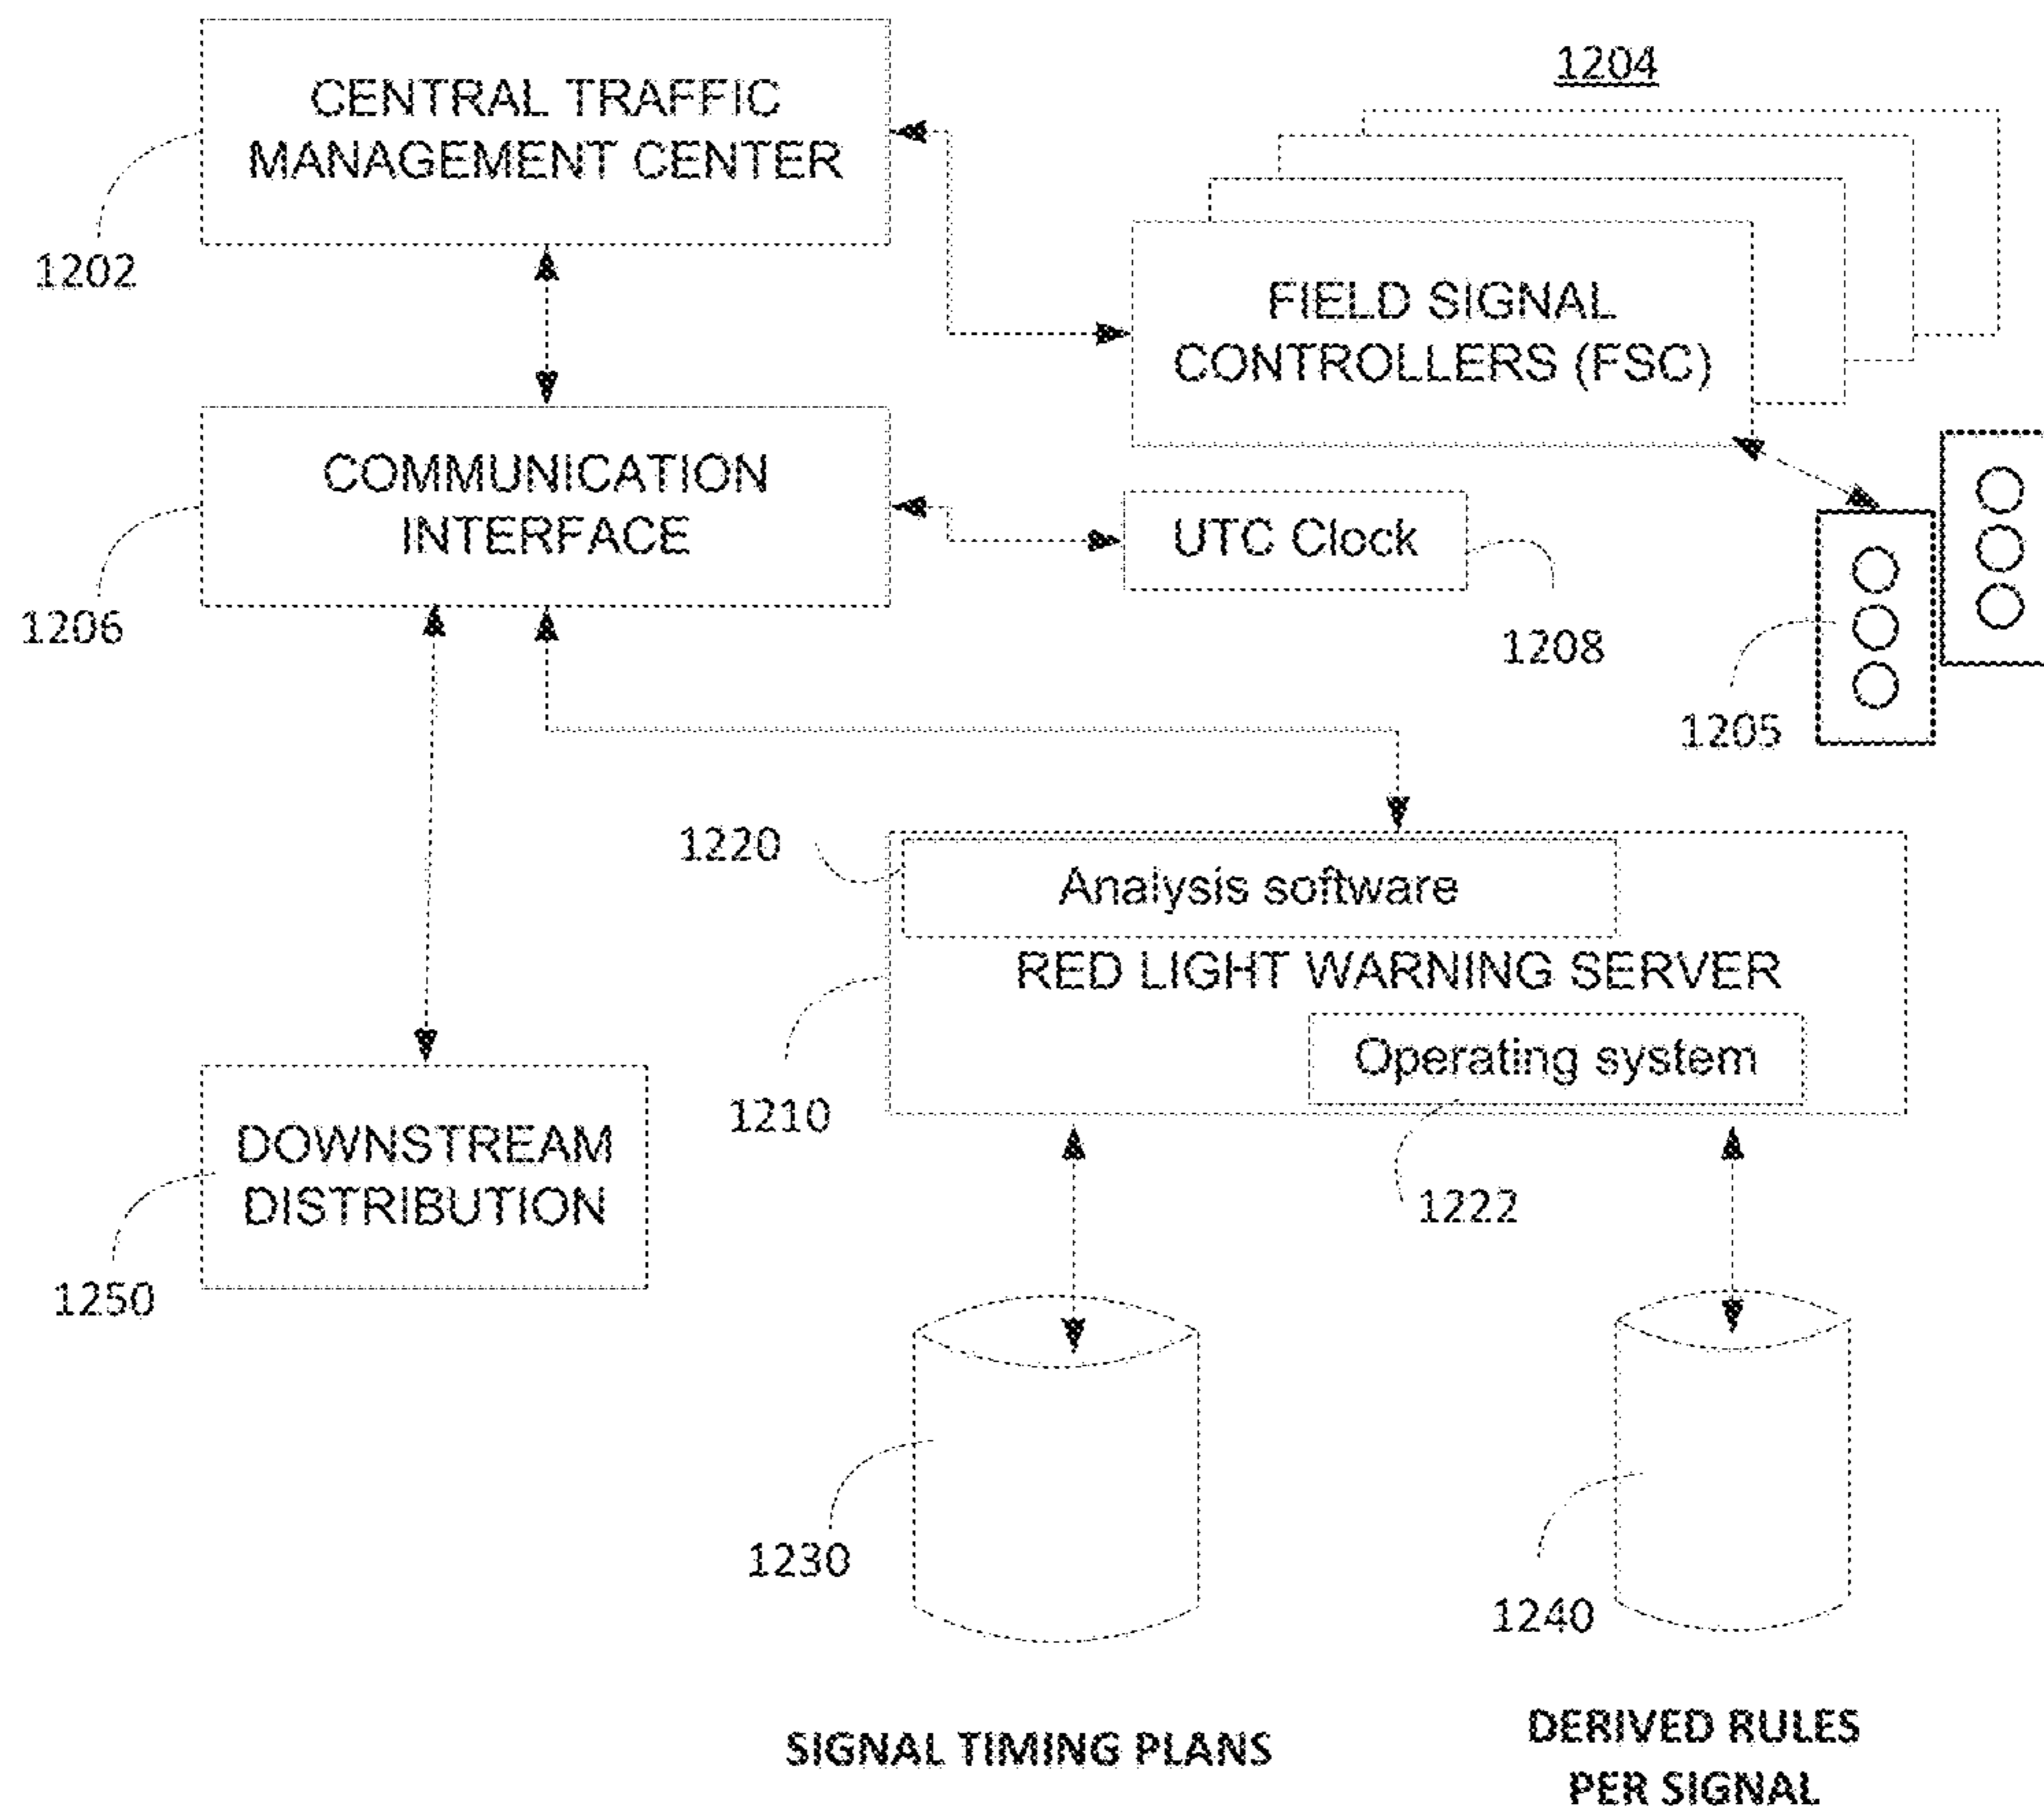 CENTRAL TRAFFIC
MANAGEMENT CENTER
1202
1204
FIELD SIGNAL
CONTROLLERS (FSC)
COMMUNICATION
INTERFACE
1206
UTC Clock
1208
1205
1220
Analysis software
RED LIGHT WARNING SERVER
Operating system
1210
1222
DOWNSTREAM
DISTRIBUTION
1250
1230
1240
SIGNAL TIMING PLANS
DERIVED RULES
PER SIGNAL